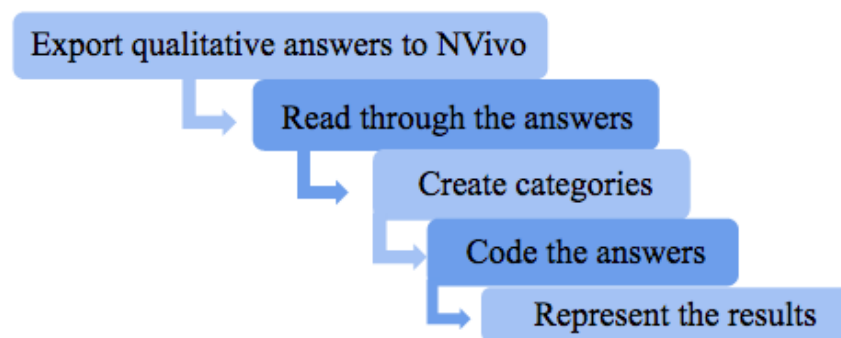 Export qualitative answers to NVivo
Read through the answers
Create categories
Code the answers
Represent the results